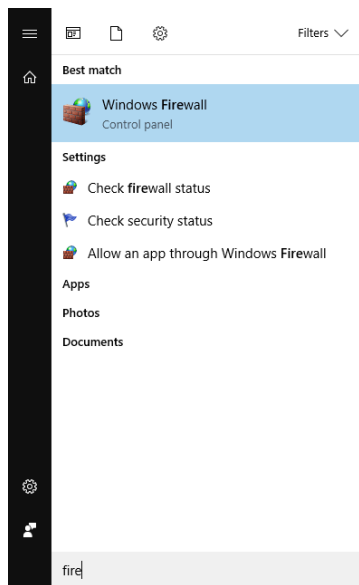 Filters
Best match
Windows Firewall
Control panel
Settings
Check firewall status
Check security status
Allow an app through Windows Firewall
Apps
Photos
Documents
fire